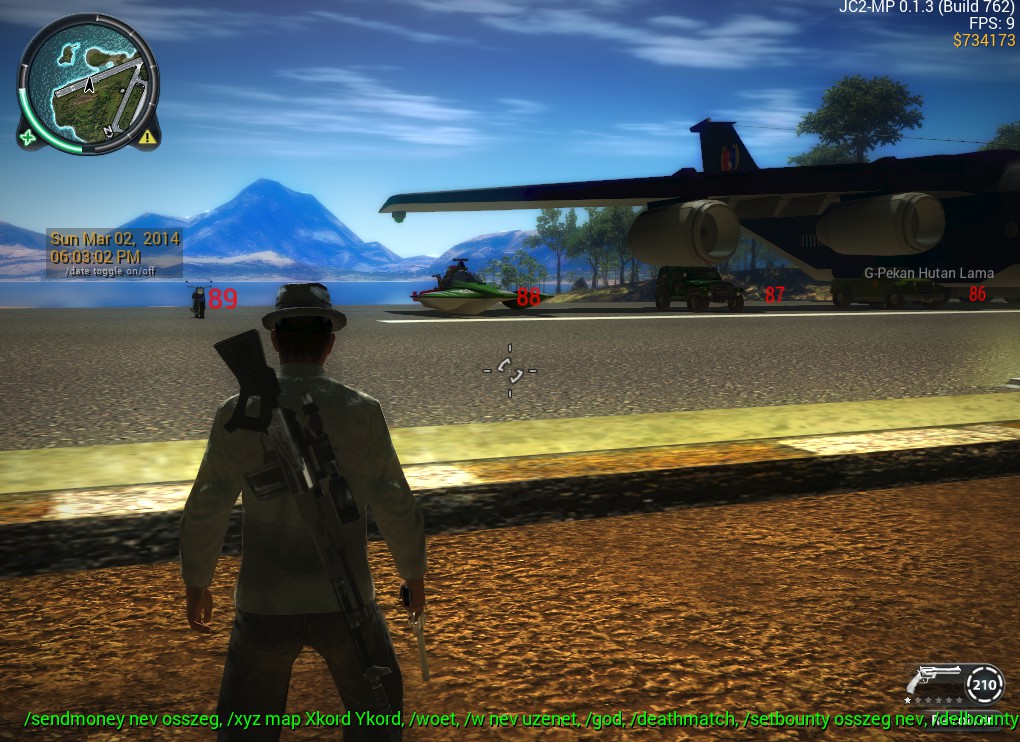 JC2-MP 0.1.3 (Build 762)
FPS: 9
$734173
N
Sun Mar 02, 2014
06:03:02 PM
/date toggle on/off
G-Pekan Hutan Lama
89
88
87
86
210
/sendmoney nev osszeg, /xyz map Xkord Ykord, /woet, /w nev uzenet, /god, /deathmatch, /setbounty osszeg nev, /delbounty